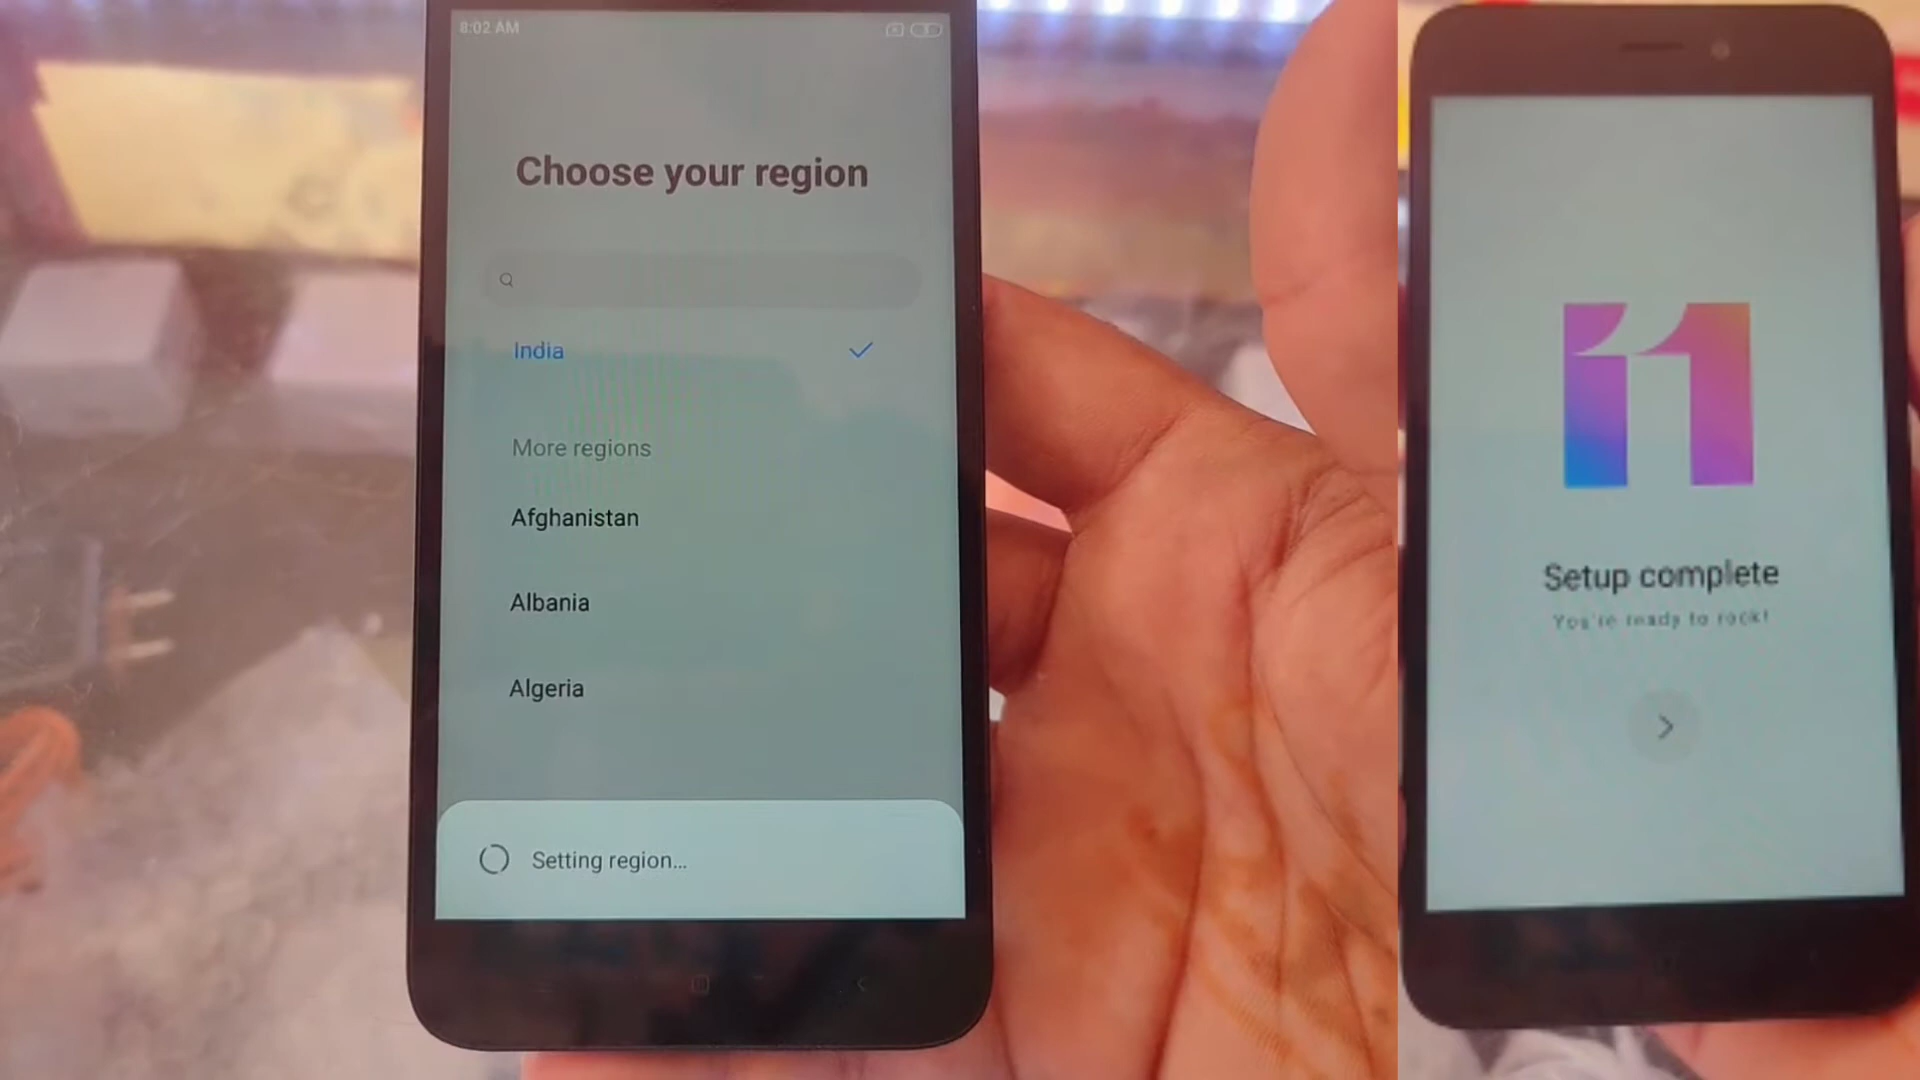 8:02 AM
Choose your region
India
More regions
Afghanistan
Albania
Algeria
Setting region...
11
Setup complete
You're ready to rock!